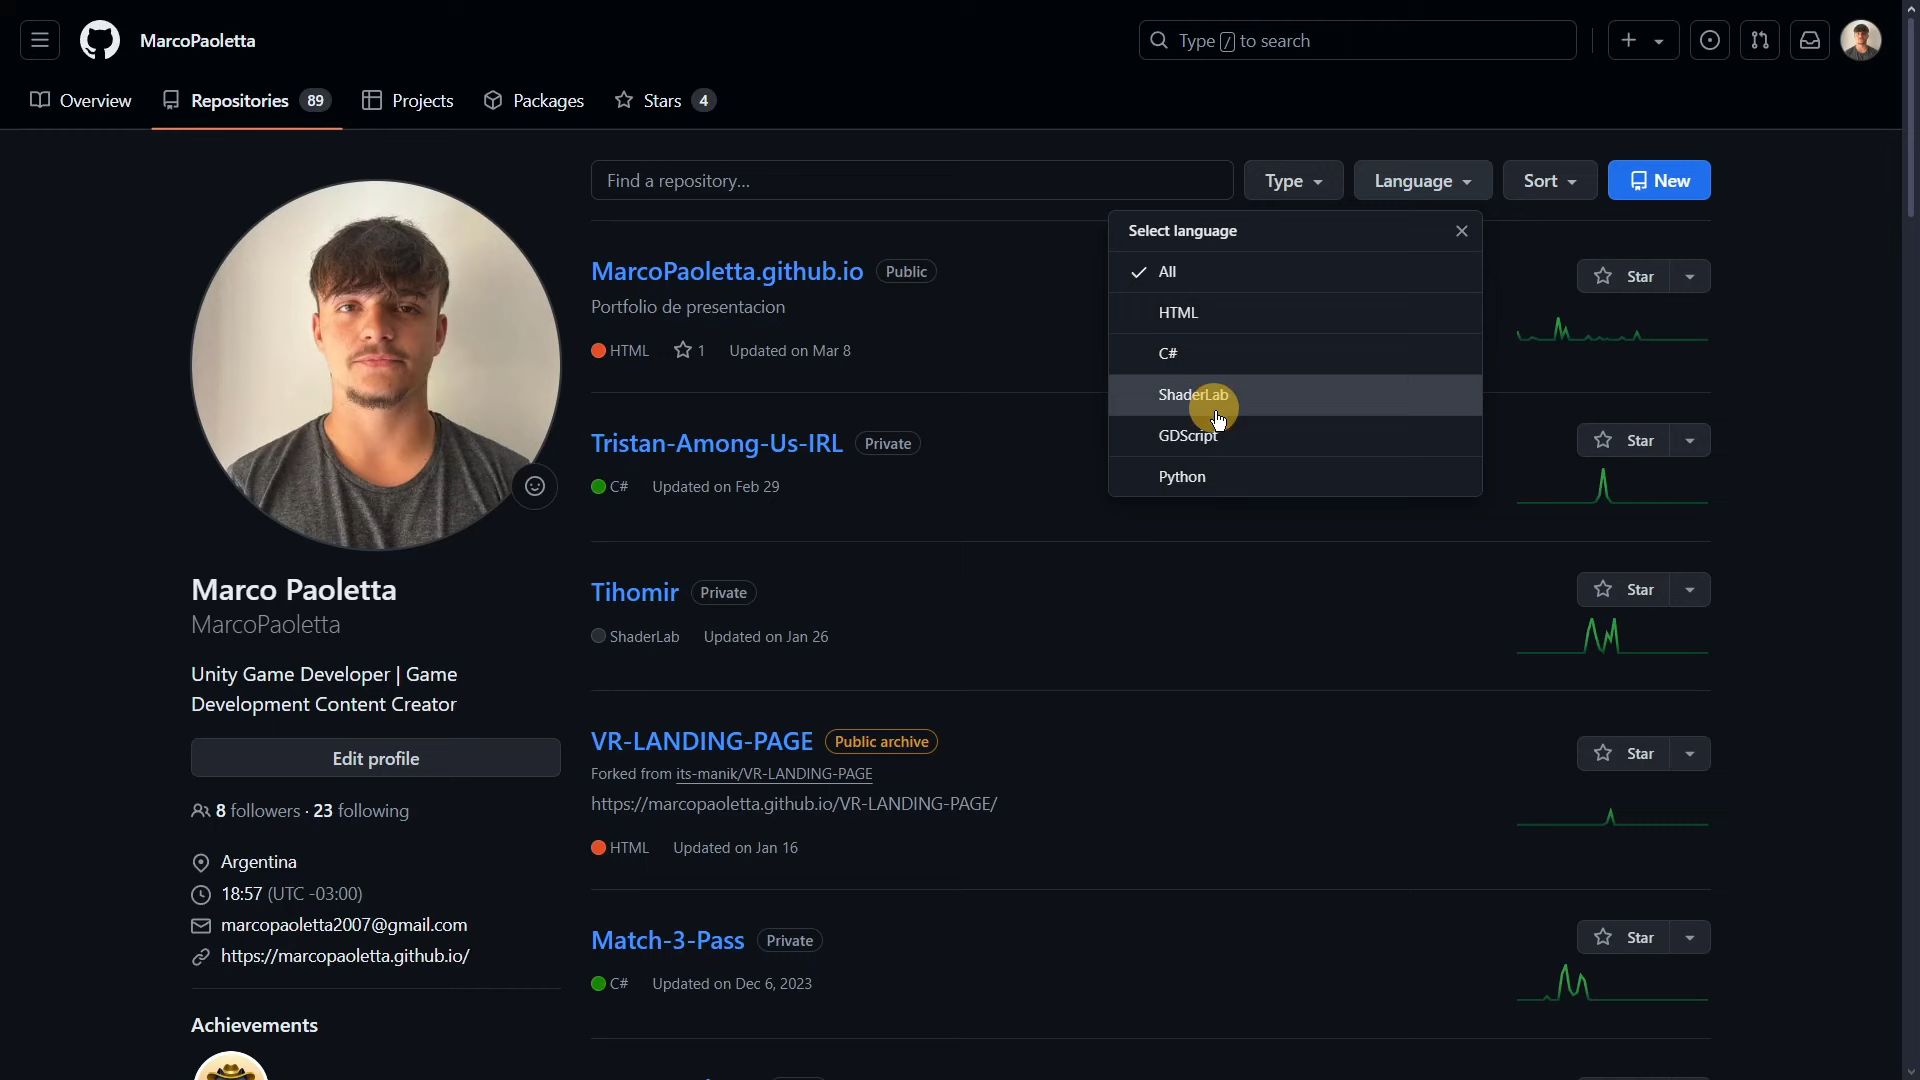 MarcoPaoletta
Type / to search
Overview
Repositories 89
Projects
Packages
Stars 4
Find a repository...
Type
Language
Sort
New
Select language
All
HTML
C#
ShaderLab
GDScript
Python
MarcoPaoletta.github.io Public
Portfolio de presentacion
HTML 1 Updated on Mar 8
Star
Tristan-Among-Us-IRL Private
C# Updated on Feb 29
Star
Tihomir Private
ShaderLab Updated on Jan 26
Star
VR-LANDING-PAGE Public archive
Forked from its-manik/VR-LANDING-PAGE
https://marcopaoletta.github.io/VR-LANDING-PAGE/
HTML Updated on Jan 16
Star
Match-3-Pass Private
C# Updated on Dec 6, 2023
Star
Marco Paoletta
MarcoPaoletta
Unity Game Developer | Game
Development Content Creator
Edit profile
8 followers · 23 following
Argentina
18:57 (UTC -03:00)
marcopaoletta2007@gmail.com
https://marcopaoletta.github.io/
Achievements